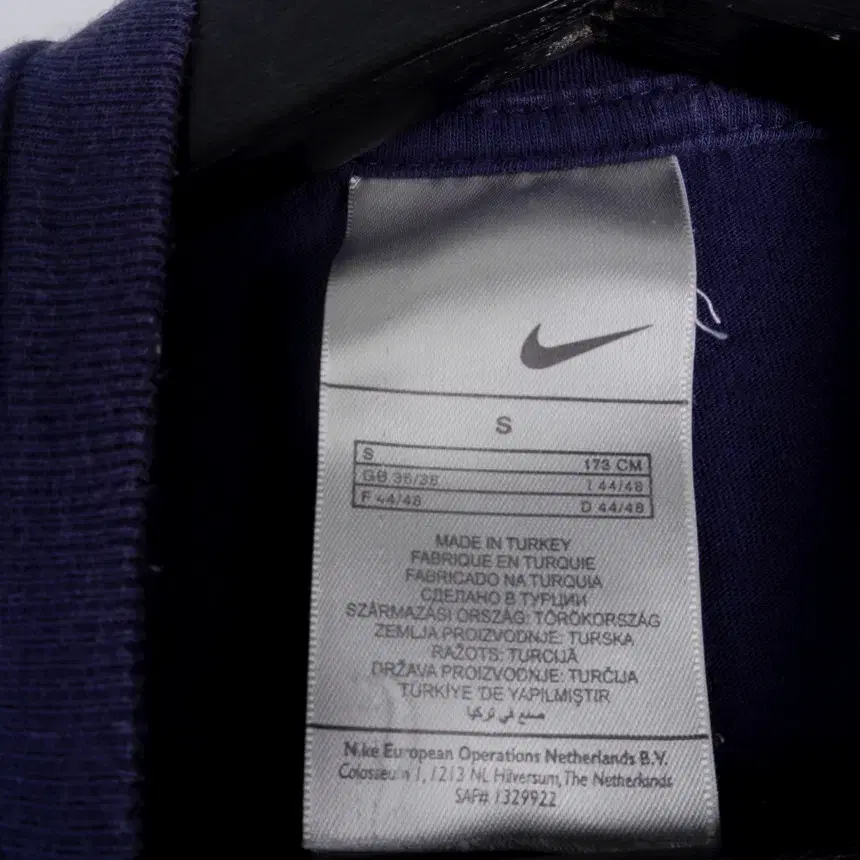 S
S 173 CM
GB 36/38 I 44/48
F 44/48 D 44/48
MADE IN TURKEY
FABRIQUE EN TURQUIE
FABRICADO NA TURQUIA
СДЕЛАНО В ТУРЦИИ
SZÁRMAZÁSI ORSZÁG: TÖRÖKORSZÁG
ZEMLJA PROIZVODNJE: TURSKA
RAŽOTS: TURCIJĀ
DRŽAVA PROIZVODNJE: TURČIJA
TÜRKIYE 'DE YAPILMIŞTIR
صنع في تركيا
Nike European Operations Netherlands B.V.
Colosseum 1, 1213 NL Hilversum, The Netherlands
SAF# 1329922